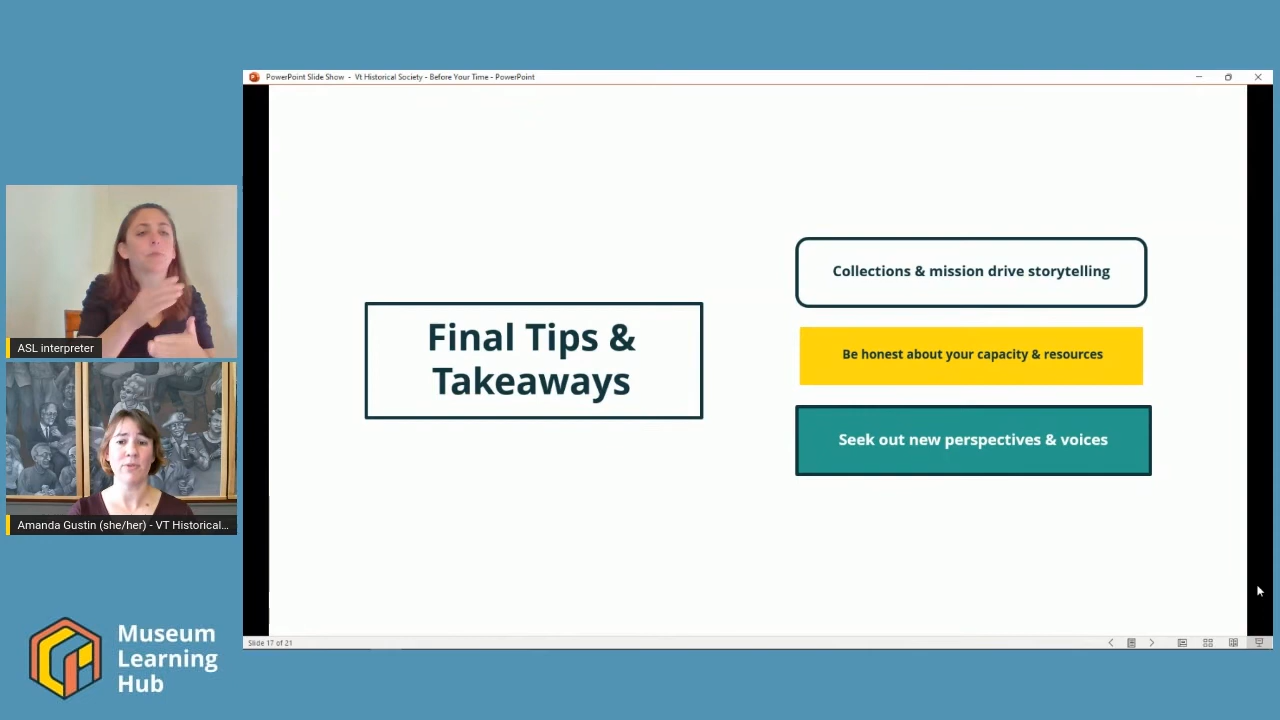 PowerPoint Slide Show - Vt Historical Society - Before Your Time - PowerPoint
Final Tips &
Takeaways
Collections & mission drive storytelling
Be honest about your capacity & resources
Seek out new perspectives & voices
ASL interpreter
Amanda Gustin (she/her) - VT Historical...
Museum
Learning
Hub
Slide 17 of 21